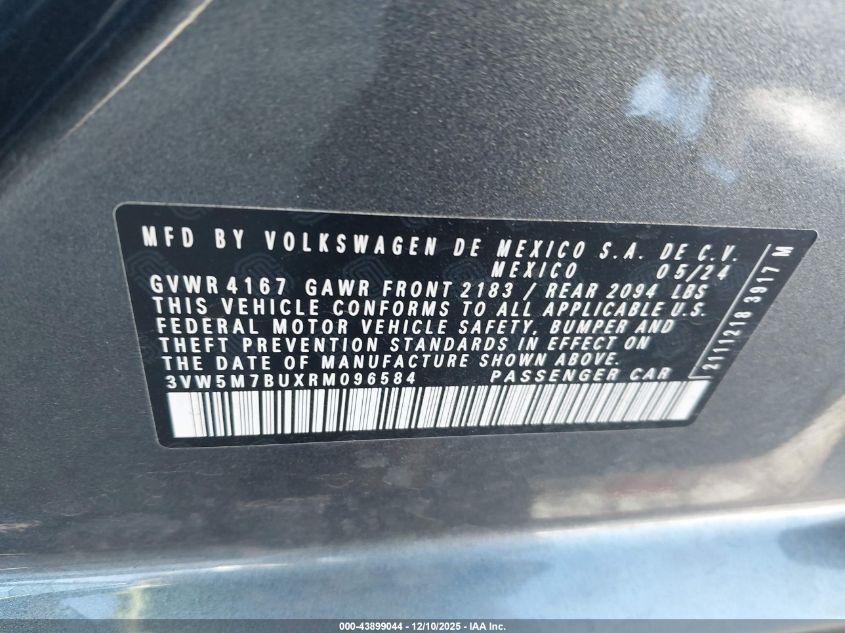 MFD BY VOLKSWAGEN DE MEXICO S.A. DE C.V.
MEXICO 05/24
GVWR 4167 GAWR FRONT 2183 / REAR 2094 LBS
THIS VEHICLE CONFORMS TO ALL APPLICABLE U.S.
FEDERAL MOTOR VEHICLE SAFETY, BUMPER AND
THEFT PREVENTION STANDARDS IN EFFECT ON
THE DATE OF MANUFACTURE SHOWN ABOVE.
3VW5M7BUXRM096584 PASSENGER CAR
2111218 3917 M
000-43899044 / 12/10/2025 - IAA Inc.